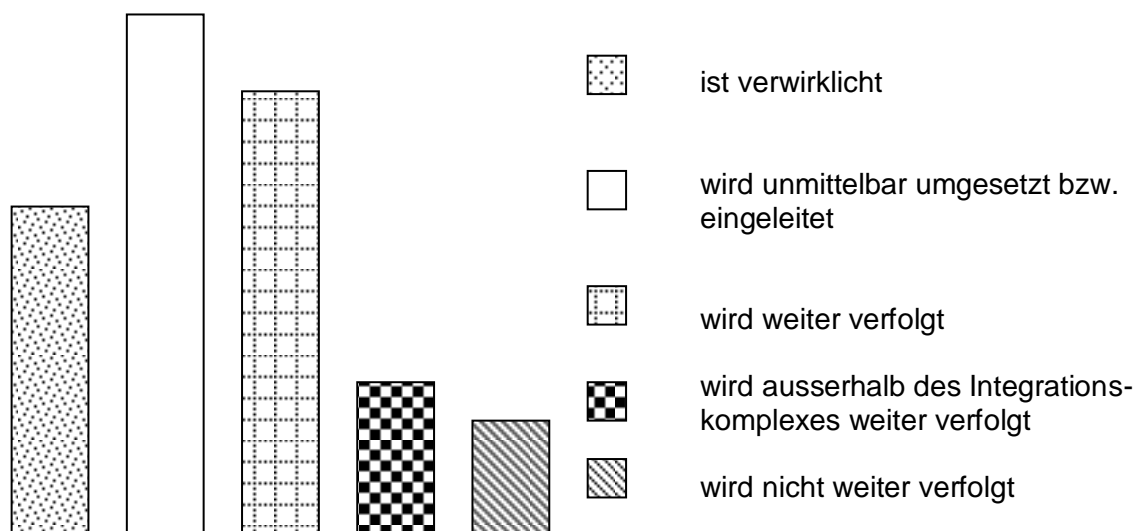 ist verwirklicht
wird unmittelbar umgesetzt bzw.
eingeleitet
wird weiter verfolgt
wird ausserhalb des Integrations-
komplexes weiter verfolgt
wird nicht weiter verfolgt